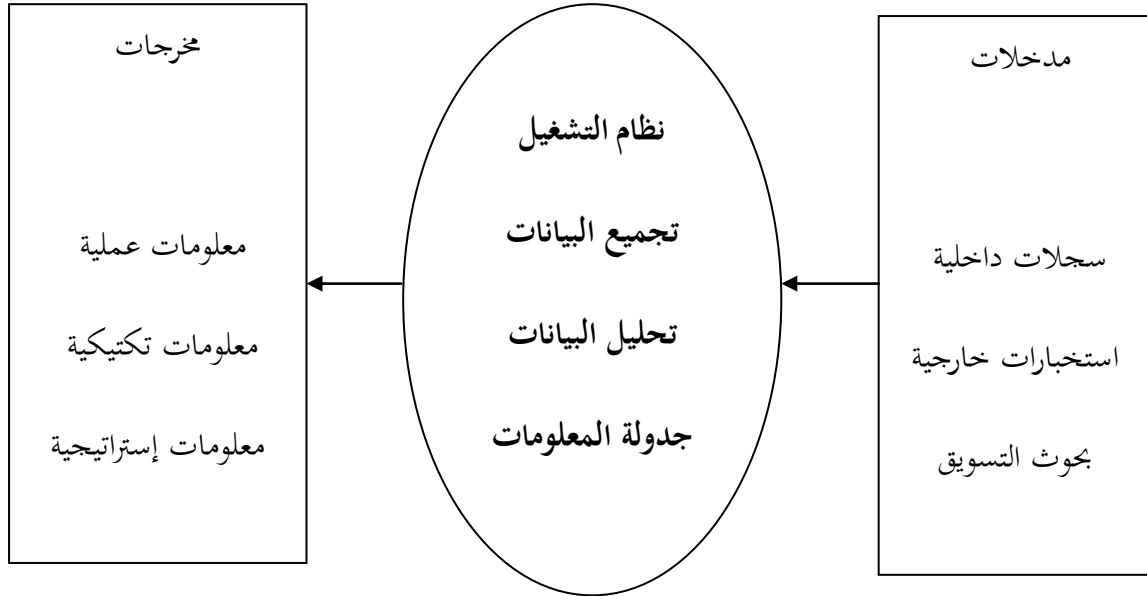 مدخلات
سجلات داخلية
استخبارات خارجية
بحوث التسويق
نظام التشغيل
تجميع البيانات
تحليل البيانات
جدولة المعلومات
مخرجات
معلومات عملية
معلومات تكتيكية
معلومات إستراتيجية